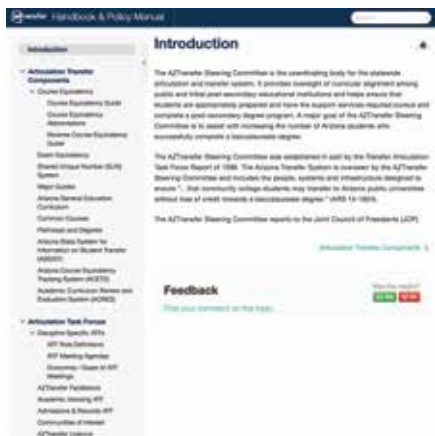 Handbook & Policy Manual
Introduction
Articulation Transfer
Components
Course Equivalency
Course Equivalency Guide
Course Equivalency
Abbreviations
Reverse Course Equivalency
Guide
Exam Equivalency
Shared Unique Number (SUN)
System
Major Guides
Arizona General Education
Curriculum
Common Courses
Pathways and Degrees
Arizona State System for
Information on Student Transfer
(ASSIST)
Arizona Course Equivalency
Tracking System (ACETS)
Academic Curriculum Review and
Evaluation System (ACRES)
Articulation Task Forces
Discipline Specific ATFs
ATF Role Definitions
ATF Meeting Agendas
Outcomes / Goals of ATF
Meetings
AZTransfer Facilitators
Academic Advising ATF
Admissions & Records ATF
Communities of Interest
AZTransfer Liaisons
Introduction
The AZTransfer Steering Committee is the coordinating body for the statewide
articulation and transfer system. It provides oversight of curricular alignment among
public and tribal post-secondary educational institutions and helps ensure that
students are appropriately prepared and have the support services required pursue and
complete a post-secondary degree program. A major goal of the AZTransfer Steering
Committee is to assist with increasing the number of Arizona students who
successfully complete a baccalaureate degree.
The AZTransfer Steering Committee was established in part by the Transfer Articulation
Task Force Report of 1996. The Arizona Transfer System is overseen by the AZTransfer
Steering Committee and includes the people, systems and infrastructure designed to
ensure "...that community college students may transfer to Arizona public universities
without loss of credit towards a baccalaureate degree."
The AZTransfer Steering Committee reports to the Joint Council of Presidents (JCP).
Articulation Transfer Components
Feedback
Was this helpful?
Yes No
Post your comment on this topic.